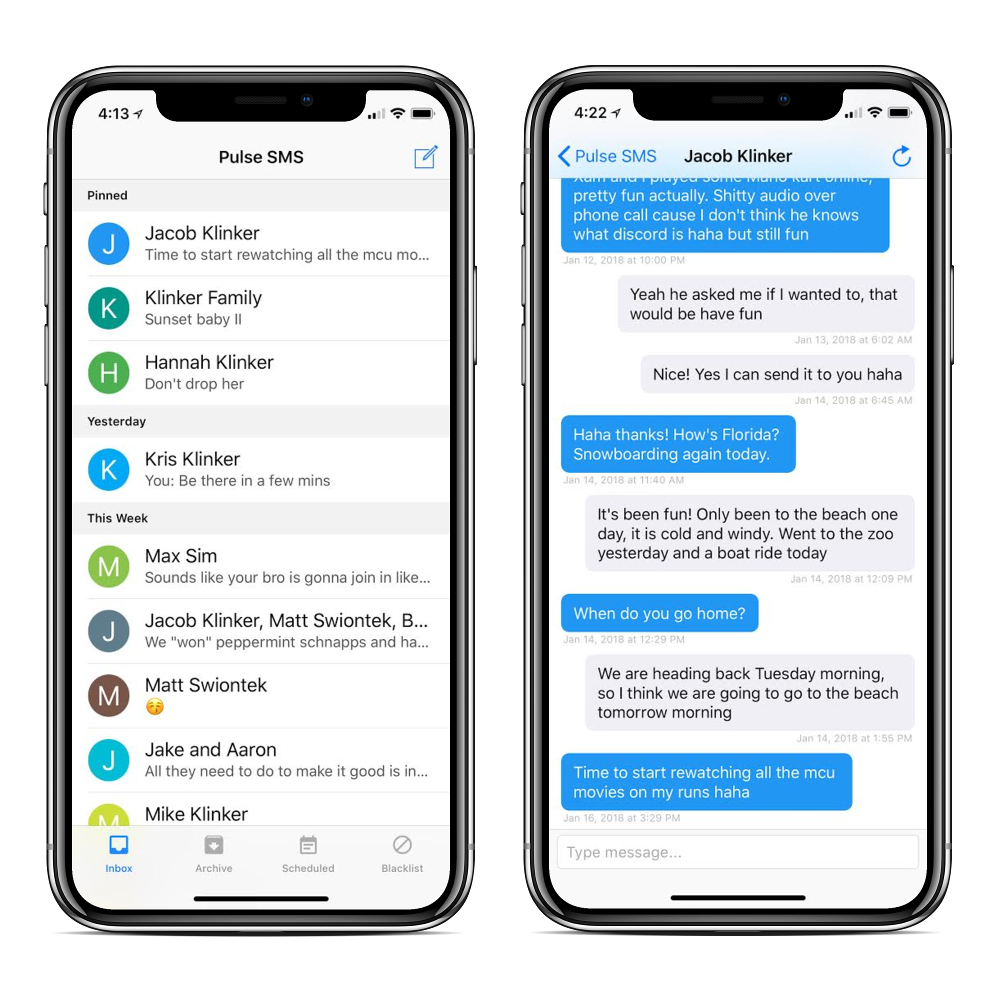 4:13
Pulse SMS
Pinned
J
Jacob Klinker
Time to start rewatching all the mcu mo...
K
Klinker Family
Sunset baby II
H
Hannah Klinker
Don't drop her
Yesterday
K
Kris Klinker
You: Be there in a few mins
This Week
M
Max Sim
Sounds like your bro is gonna join in like...
J
Jacob Klinker, Matt Swiontek, B...
We "won" peppermint schnapps and ha...
M
Matt Swiontek
J
Jake and Aaron
All they need to do to make it good is in...
M
Mike Klinker
Inbox
Archive
Scheduled
Blacklist
4:22
Pulse SMS
Jacob Klinker
and I played some
pretty fun actually. Shitty audio over
phone call cause I don't think he knows
what discord is haha but still fun
Jan 12, 2018 at 10:00 PM
Yeah he asked me if I wanted to, that
would be have fun
Jan 13, 2018 at 6:02 AM
Nice! Yes I can send it to you haha
Jan 14, 2018 at 6:45 AM
Haha thanks! How's Florida?
Snowboarding again today.
Jan 14, 2018 at 11:40 AM
It's been fun! Only been to the beach one
day, it is cold and windy. Went to the zoo
yesterday and a boat ride today
Jan 14, 2018 at 12:09 PM
When do you go home?
Jan 14, 2018 at 12:29 PM
We are heading back Tuesday morning,
so I think we are going to go to the beach
tomorrow morning
Jan 14, 2018 at 1:55 PM
Time to start rewatching all the mcu
movies on my runs haha
Jan 16, 2018 at 3:29 PM
Type message...